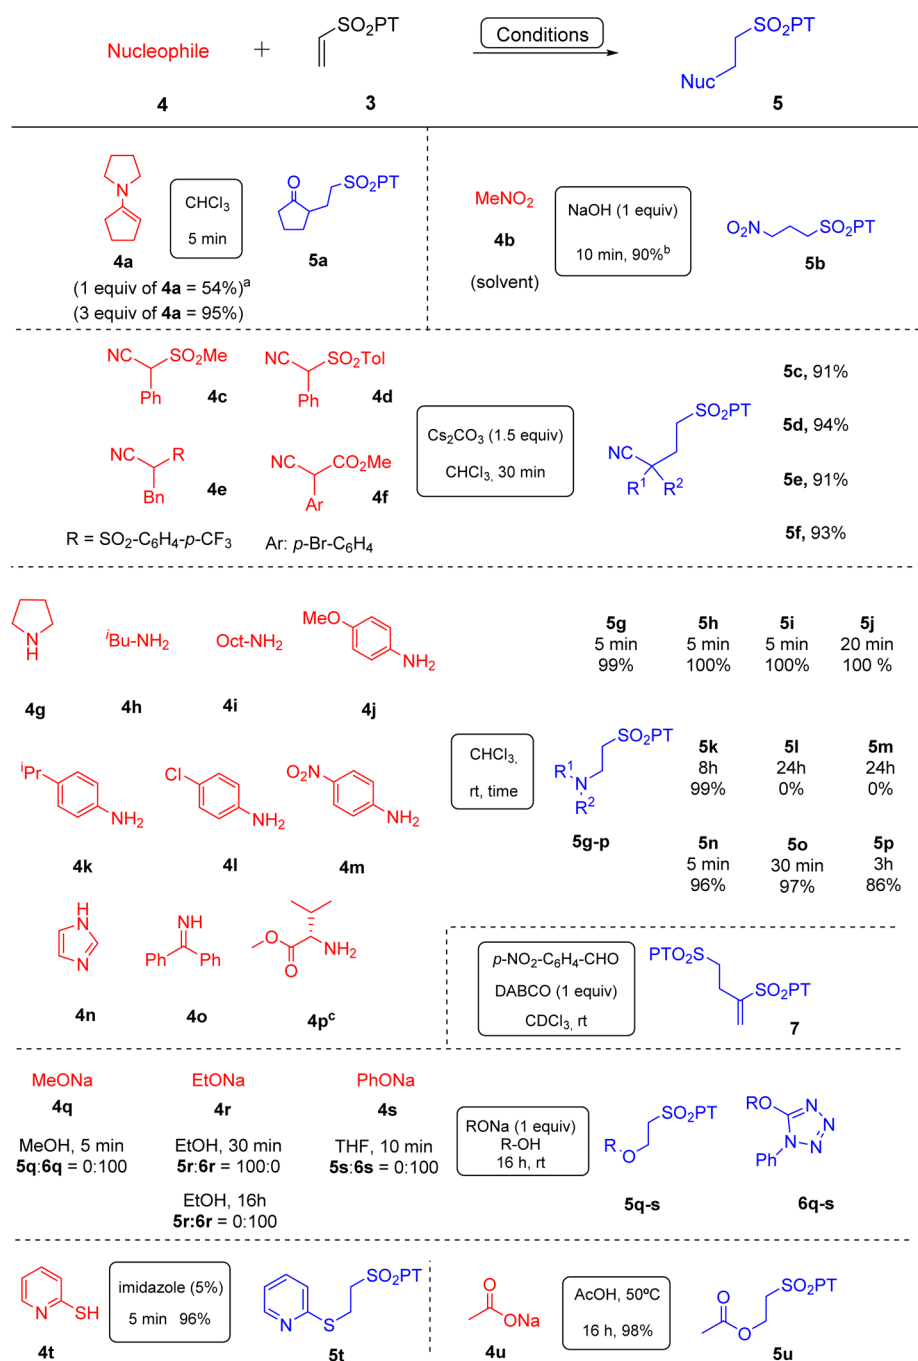 Nucleophile + SO2PT Conditions SO2PT
Nuc
4 3 5
N CHCl3 5 min O SO2PT
4a 5a
(1 equiv of 4a = 54%)a
(3 equiv of 4a = 95%)
MeNO2 NaOH (1 equiv) O2N SO2PT
4b 10 min, 90%b 5b
(solvent)
NC SO2Me NC SO2Tol 5c, 91%
Ph 4c Ph 4d SO2PT
Cs2CO3 (1.5 equiv) 5d, 94%
NC R NC CO2Me CHCl3, 30 min NC
4e 4f R1 R2 5e, 91%
Bn Ar
R = SO2-C6H4-p-CF3 Ar: p-Br-C6H4 5f, 93%
N H iBu-NH2 Oct-NH2 MeO NH2
4g 4h 4i 4j
5g 5h 5i 5j
5 min 5 min 5 min 20 min
99% 100% 100% 100 %
iPr NH2 Cl NH2 O2N NH2
4k 4l 4m
CHCl3, SO2PT
rt, time R1 N R2
5g-p
5k 5l 5m
8h 24h 24h
99% 0% 0%
5n 5o 5p
5 min 30 min 3h
96% 97% 86%
H N N NH Ph Ph O O NH2
4n 4o 4pc
p-NO2-C6H4-CHO PTO2S
DABCO (1 equiv) SO2PT
CDCl3, rt 7
MeONa EtONa PhONa
4q 4r 4s
MeOH, 5 min EtOH, 30 min THF, 10 min
5q:6q = 0:100 5r:6r = 100:0 5s:6s = 0:100
EtOH, 16h
5r:6r = 0:100
RONa (1 equiv) SO2PT RO N
R-OH R O N N
16 h, rt Ph N
5q-s 6q-s
N SH imidazole (5%) SO2PT
5 min 96% N S
4t 5t
O ONa AcOH, 50ºC SO2PT
16 h, 98% O O
4u 5u